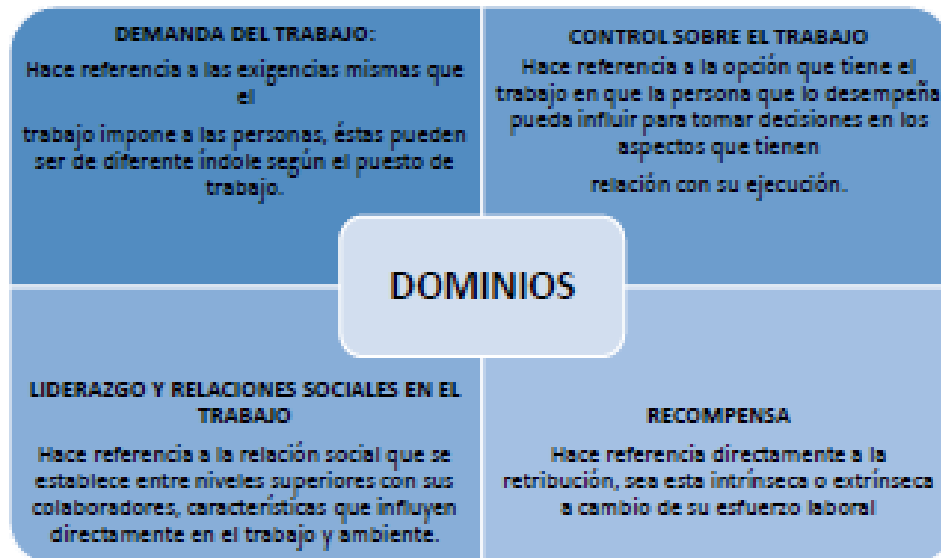 DEMANDA DEL TRABAJO:
Hace referencia a las exigencias mismas que
el
trabajo impone a las personas, éstas pueden
ser de diferente índole según el puesto de
trabajo.
CONTROL SOBRE EL TRABAJO
Hace referencia a la opción que tiene el
trabajo en que la persona que lo desempeña
pueda influir para tomar decisiones en los
aspectos que tienen
relación con su ejecución.
DOMINIOS
LIDERAZGO Y RELACIONES SOCIALES EN EL
TRABAJO
Hace referencia a la relación social que se
establece entre niveles superiores con sus
colaboradores, características que influyen
directamente en el trabajo y ambiente.
RECOMPENSA
Hace referencia directamente a la
retribución, sea esta intrínseca o extrínseca
a cambio de su esfuerzo laboral